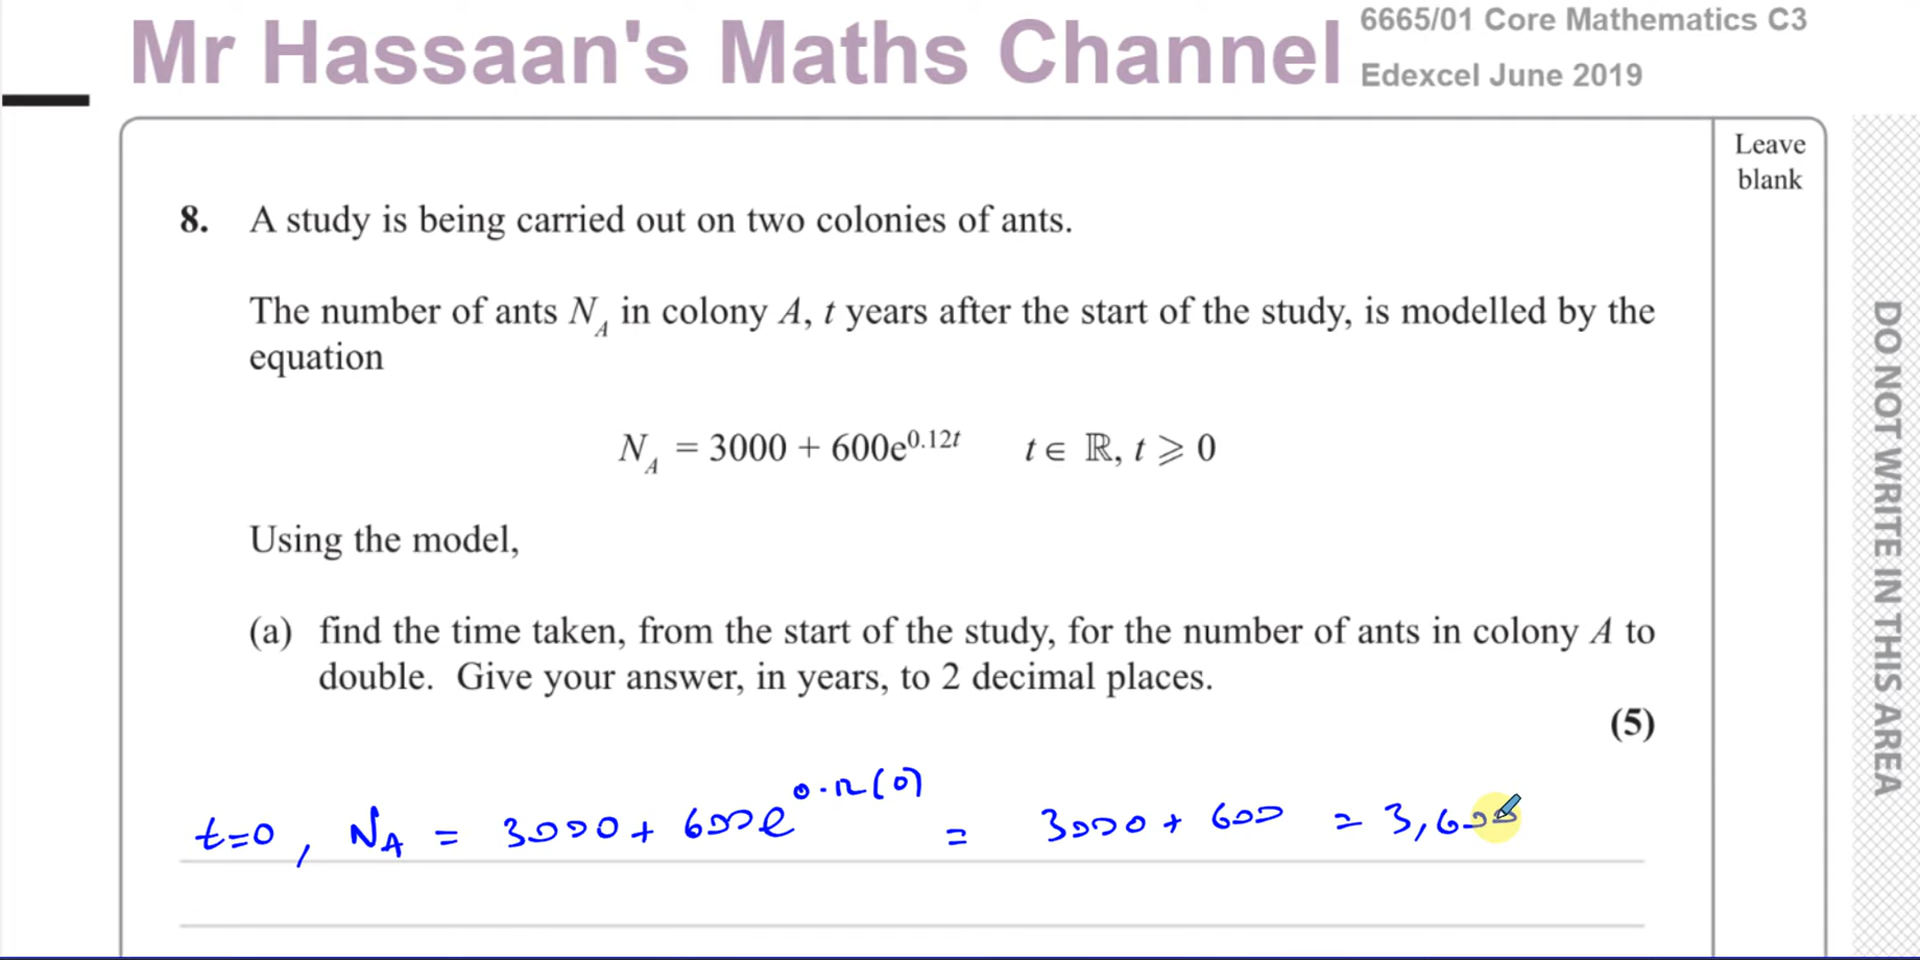 Mr Hassaan's Maths Channel
6665/01 Core Mathematics C3
Edexcel June 2019
Leave
blank
8. A study is being carried out on two colonies of ants.
The number of ants N_A in colony A, t years after the start of the study, is modelled by the
equation
N_A = 3000 + 600e^{0.12t}   t ∈ ℝ, t ⩾ 0
Using the model,
(a) find the time taken, from the start of the study, for the number of ants in colony A to
double. Give your answer, in years, to 2 decimal places.
(5)
t=0, N_A = 3000 + 600e^{0.12(0)} = 3000 + 600 = 3,600
DO NOT WRITE IN THIS AREA